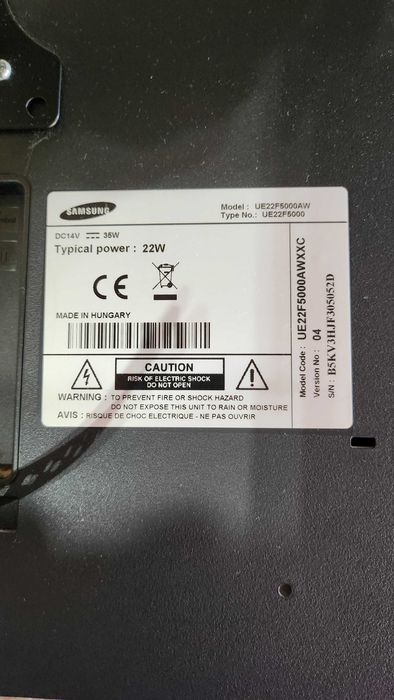 SAMSUNG
Model : UE22F5000AW
Type No.: UE22F5000
DC14V 35W
Typical power : 22W
CE
MADE IN HUNGARY
CAUTION
RISK OF ELECTRIC SHOCK
DO NOT OPEN
WARNING : TO PREVENT FIRE OR SHOCK HAZARD
DO NOT EXPOSE THIS UNIT TO RAIN OR MOISTURE
AVIS : RISQUE DE CHOC ELECTRIQUE - NE PAS OUVRIR
Model Code : UE22F5000AWXXC
Version No : 04
S/N : B5KV3HJF305052D